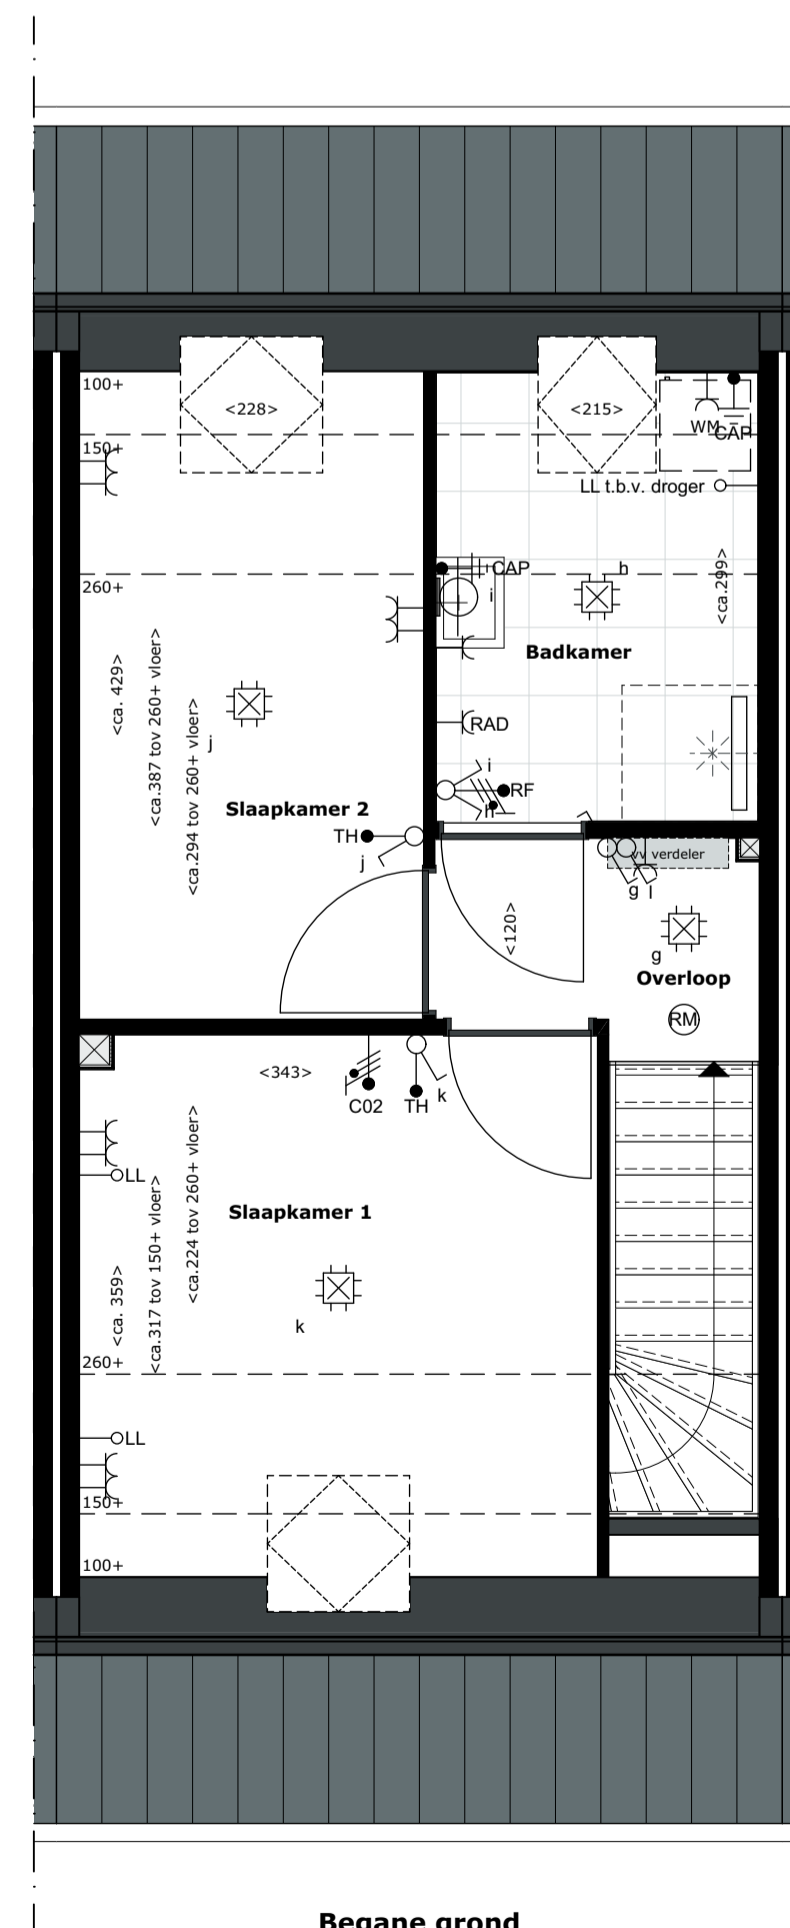 100+
<228>
<215>
150+
WM
CAP
LL t.b.v. droger
260+
CAP
h
i
<ca.299>
Badkamer
<ca. 429>
<ca.387 tov 260+ vloer>
<ca.294 tov 260+ vloer>
j
RAD
i
RF
h
Slaapkamer 2
TH
j
vv verdeler
g
l
<120>
g
Overloop
RM
<343>
C02
TH
k
LL
Slaapkamer 1
<ca. 359>
<ca.317 tov 150+ vloer>
<ca.224 tov 260+ vloer>
k
260+
LL
150+
100+
Begane grond